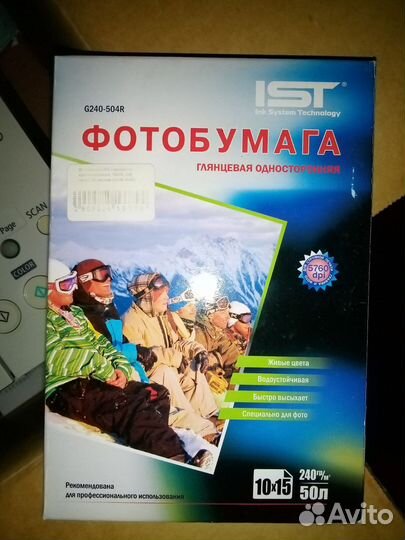 IST®
Ink System Technology
G240-504R
ФОТОБУМАГА
ГЛЯНЦЕВАЯ ОДНОСТОРОННЯЯ
Page
SCAN
COLOR
5760
dpi
Живые цвета
Водоустойчивая
Быстро высыхает
Специально для фото
Рекомендована
для профессионального использования
10x15
240гр/м²
50л
Avito